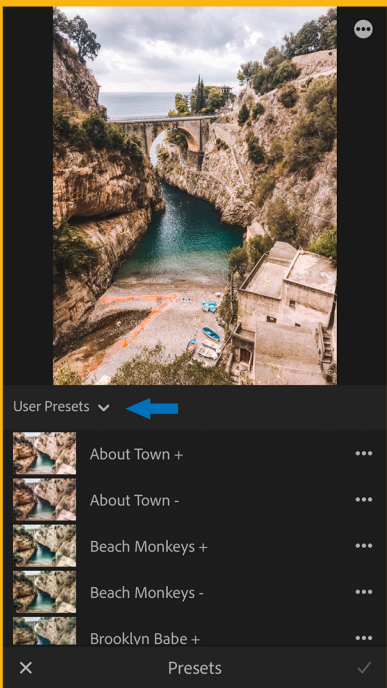 User Presets
About Town +
About Town -
Beach Monkeys +
Beach Monkeys -
Brooklyn Babe +
Presets